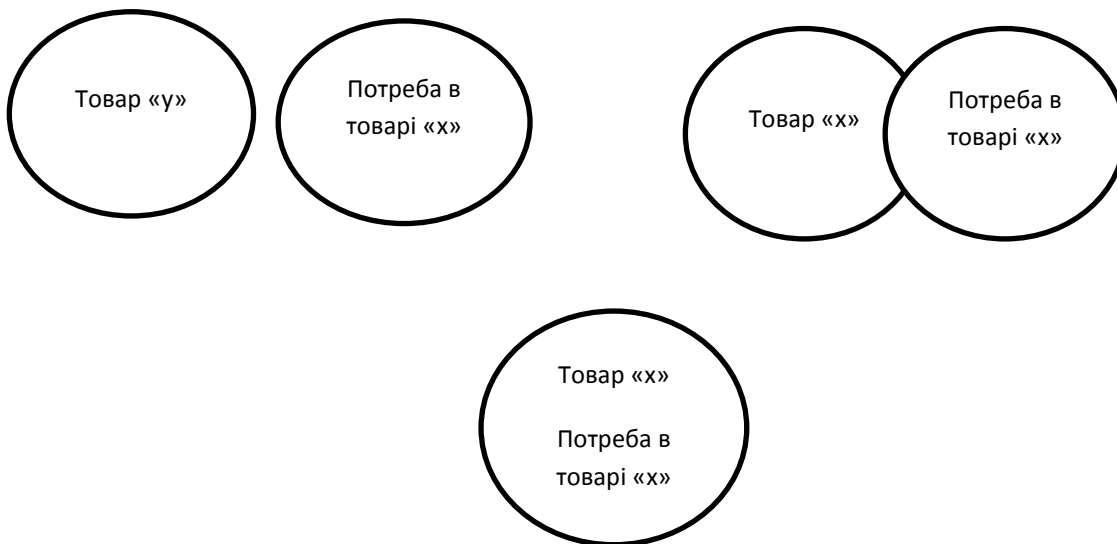 Товар «у»
Потреба в
товарі «х»
Товар «х»
Потреба в
товарі «х»
Товар «х»
Потреба в
товарі «х»